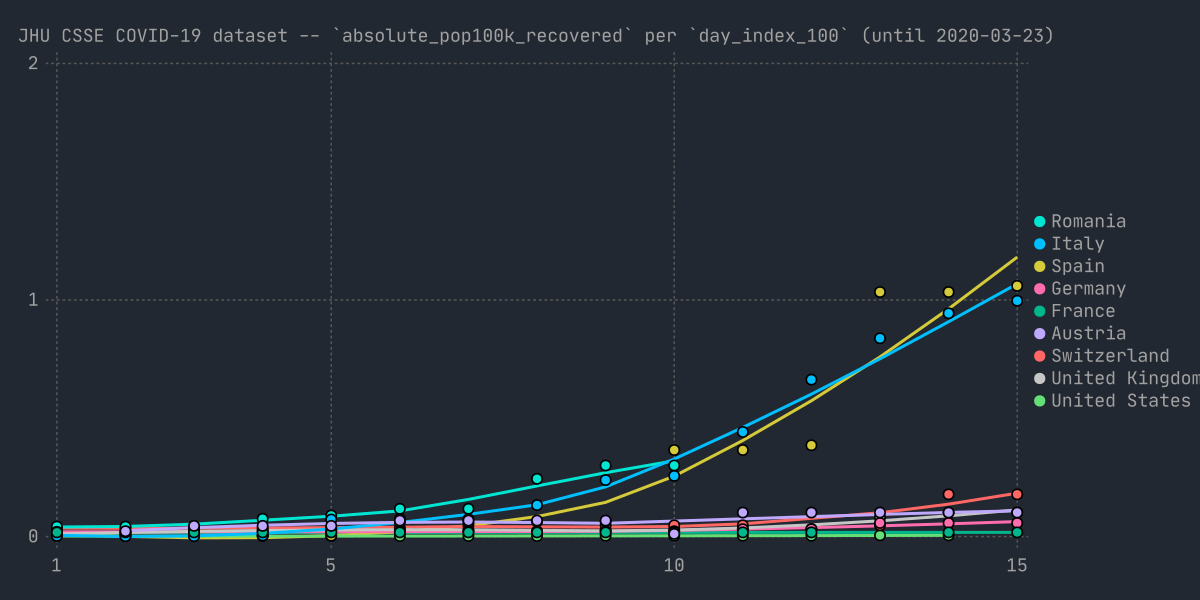 JHU CSSE COVID-19 dataset -- `absolute_pop100k_recovered` per `day_index_100` (until 2020-03-23)
2
1
0
1
5
10
15
Romania
Italy
Spain
Germany
France
Austria
Switzerland
United Kingdom
United States